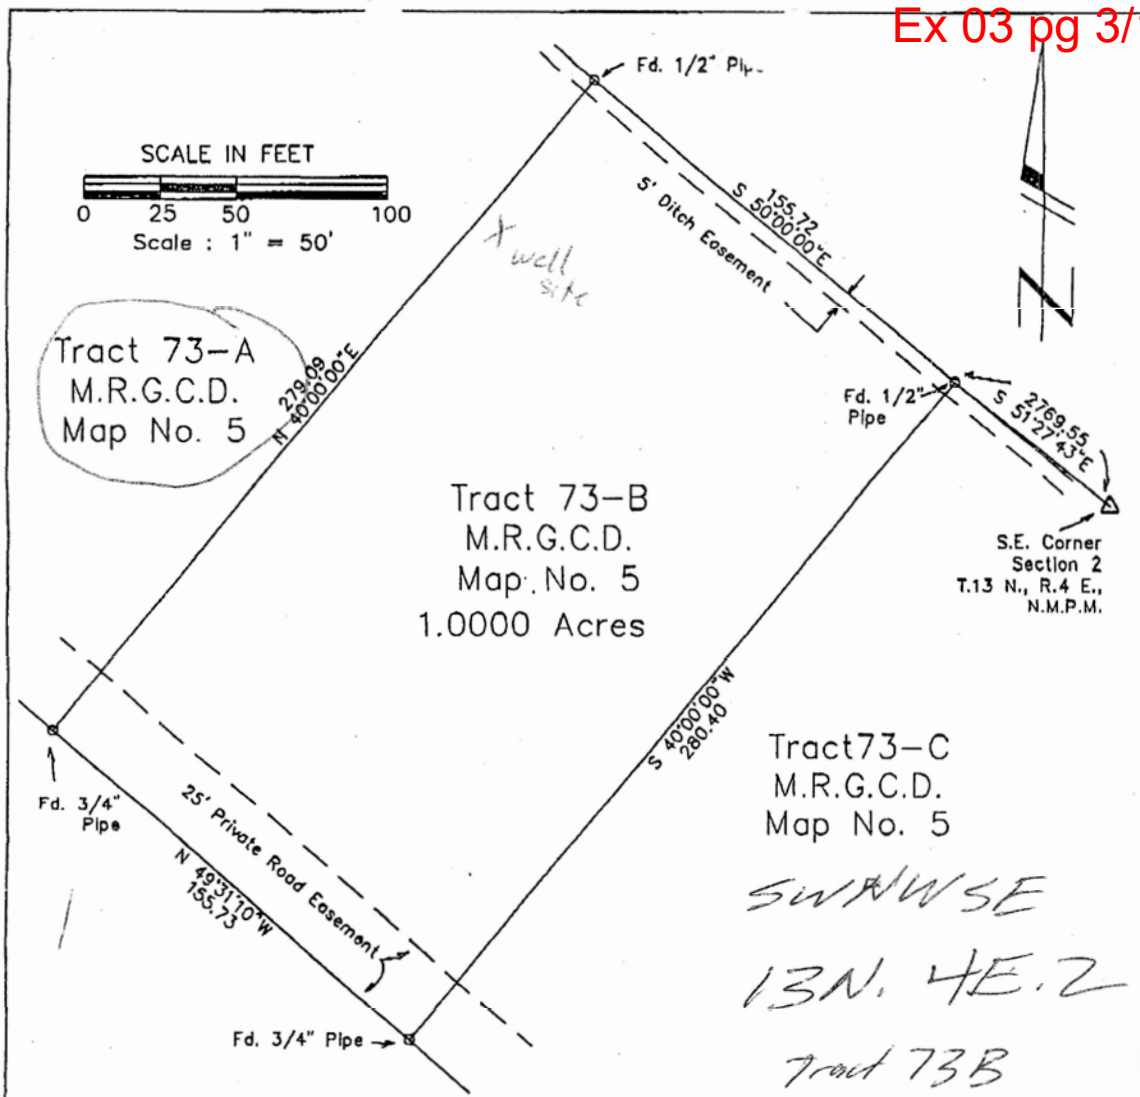 Ex 03 pg 3/
Fd. 1/2"
SCALE IN FEET
0 25 50 100
Scale : 1" = 50'
155.72
S 50°00'00"E
5' Ditch Easement
X well
site
Tract 73-A
M.R.G.C.D.
Map No. 5
279.09
N 40°00'00"E
Fd. 1/2"
Pipe
2769.55
S 51°27'43"E
S.E. Corner
Section 2
T.13 N., R.4 E.,
N.M.P.M.
Tract 73-B
M.R.G.C.D.
Map No. 5
1.0000 Acres
S 40°00'00"W
280.40
Tract73-C
M.R.G.C.D.
Map No. 5
Fd. 3/4"
Pipe
25' Private Road Easement
N 49°31'10"W
155.73
Fd. 3/4" Pipe
SWNWSE
13N. 4E.2
Tract 73B